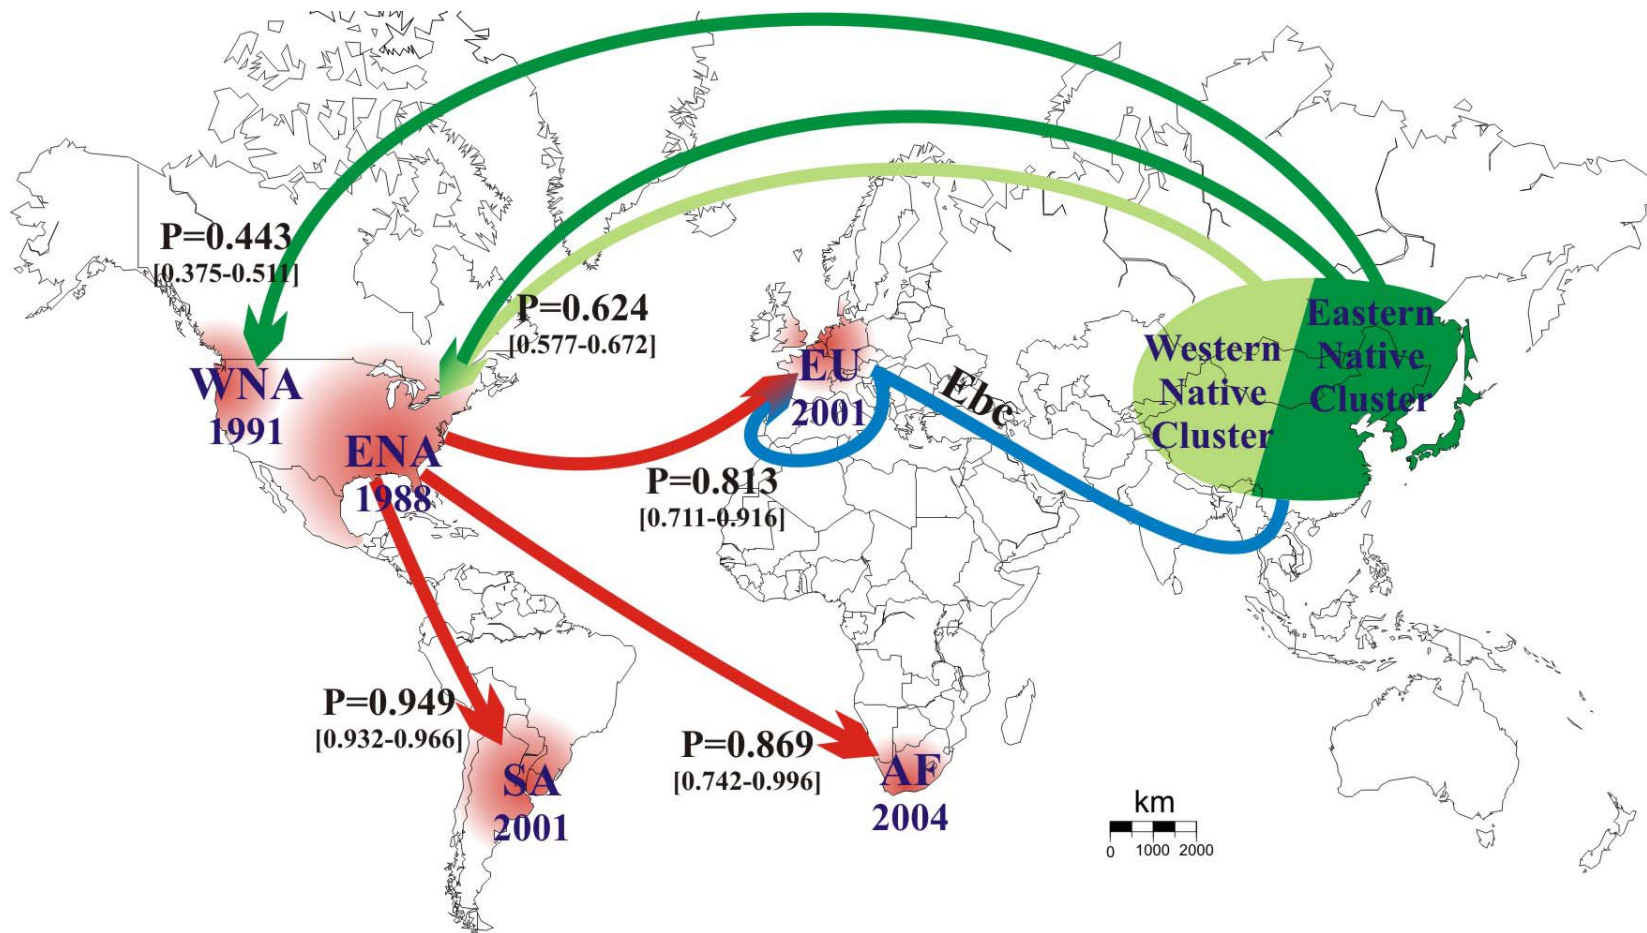 P=0.443
[0.375-0.511]
P=0.624
[0.577-0.672]
WNA
1991
ENA
1988
EU
2001
Ebc
Western
Native
Cluster
Eastern
Native
Cluster
P=0.813
[0.711-0.916]
P=0.949
[0.932-0.966]
SA
2001
P=0.869
[0.742-0.996]
AF
2004
km
0 1000 2000